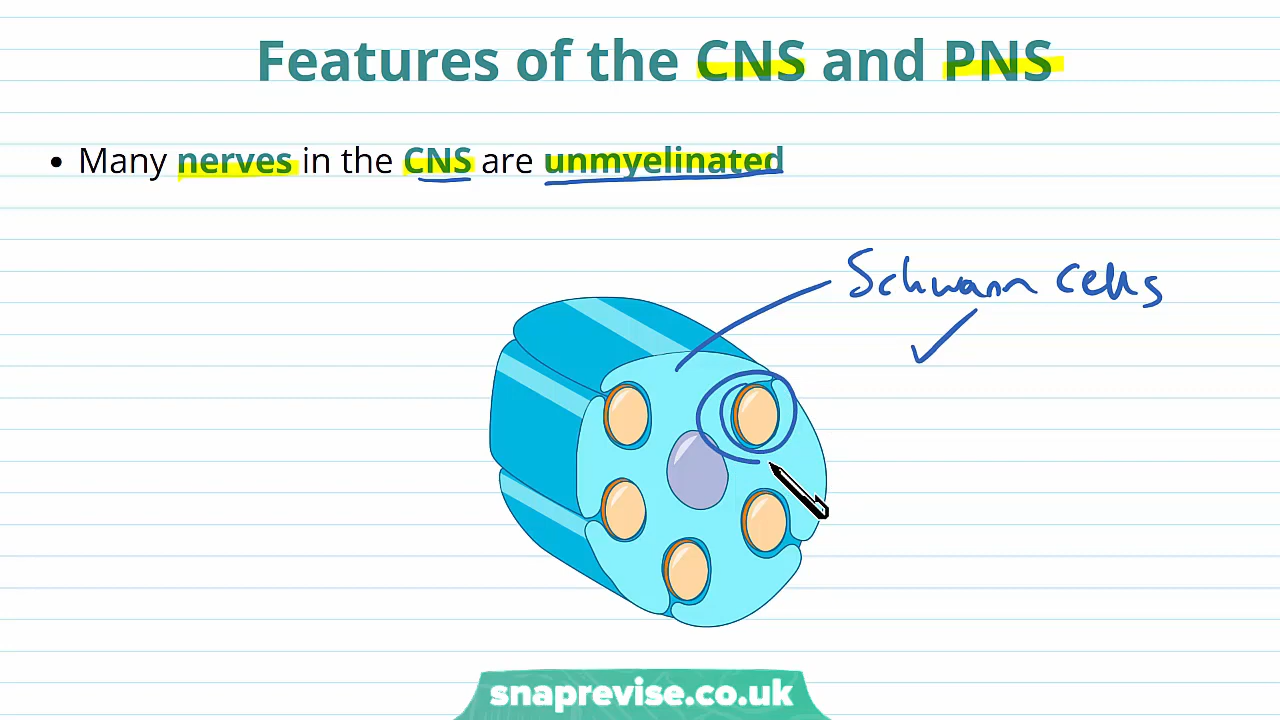 Features of the CNS and PNS
• Many nerves in the CNS are unmyelinated
Schwann cells
snaprevise.co.uk